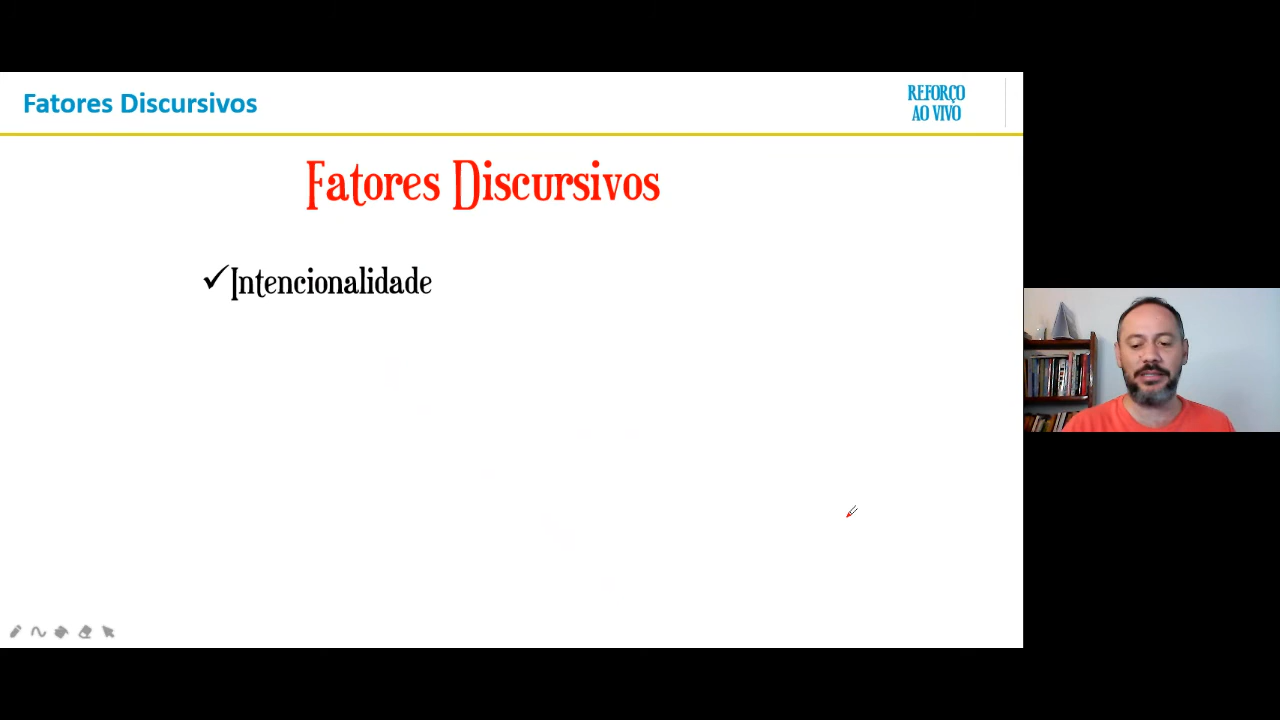 Fatores Discursivos
REFORÇO
AO VIVO
Fatores Discursivos
✓Intencionalidade